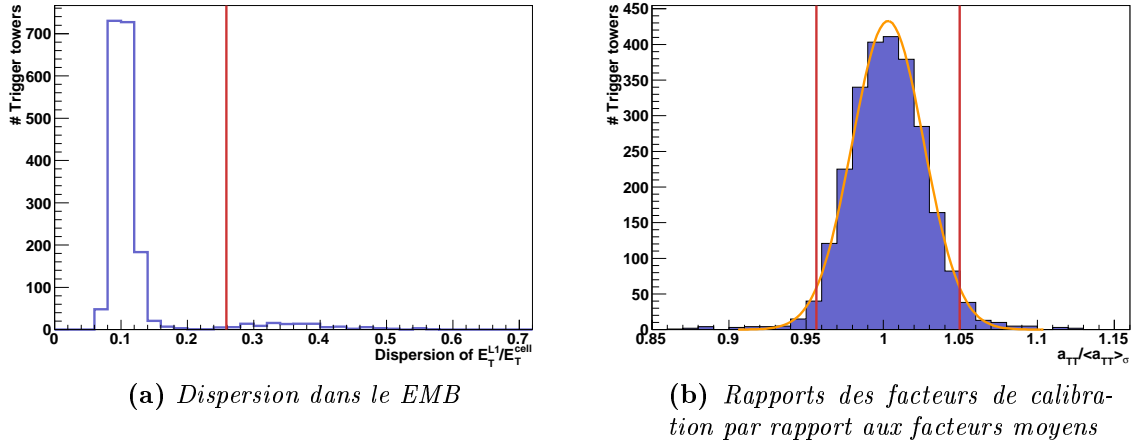 # Trigger towers
700
600
500
400
300
200
100
0
0 0.1 0.2 0.3 0.4 0.5 0.6 0.7
Dispersion of E_T^L1/E_T^cell
(a) Dispersion dans le EMB
# Trigger towers
450
400
350
300
250
200
150
100
50
0
0.85 0.9 0.95 1 1.05 1.1 1.15
a_TT/<a_TT>_σ
(b) Rapports des facteurs de calibra-
tion par rapport aux facteurs moyens